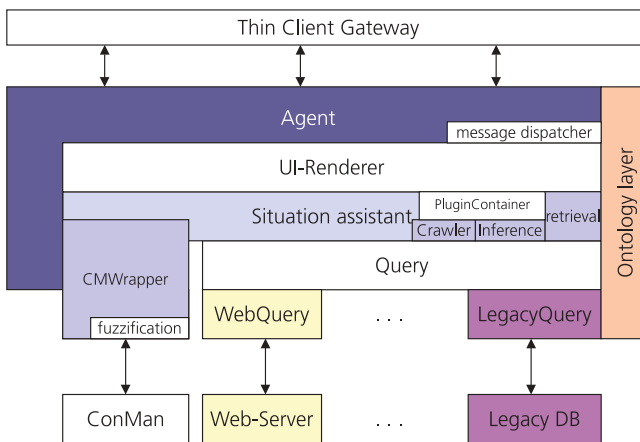 Thin Client Gateway
Agent
message dispatcher
UI-Renderer
Situation assistant
PluginContainer
retrieval
Crawler
Inference
Ontology layer
CMWrapper
fuzzification
Query
WebQuery
. . .
LegacyQuery
ConMan
Web-Server
. . .
Legacy DB